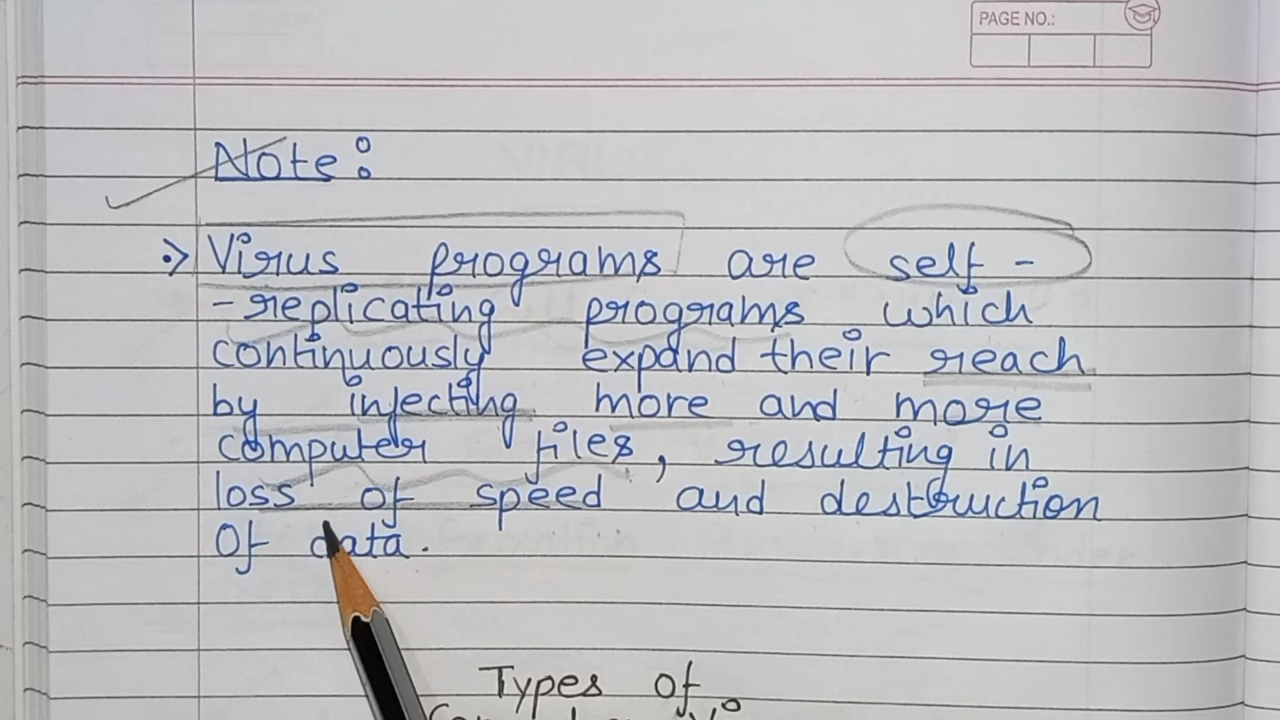 PAGE NO.:
Note:
:> Virus programs are self-
-replicating programs which
continuously expand their reach
by injecting more and more
computer files, resulting in
loss of speed and destruction
Of data.
Types of